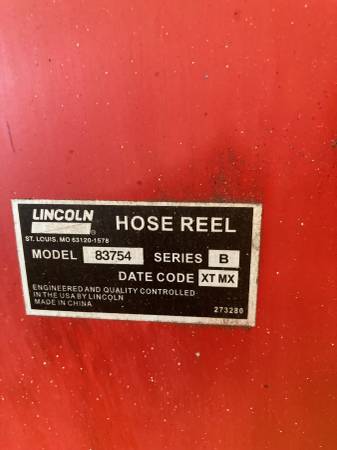 LINCOLN HOSE REEL
ST. LOUIS, MO 63120-1578
MODEL 83754 SERIES B
DATE CODE XT MX
ENGINEERED AND QUALITY CONTROLLED
IN THE USA BY LINCOLN
MADE IN CHINA
273280